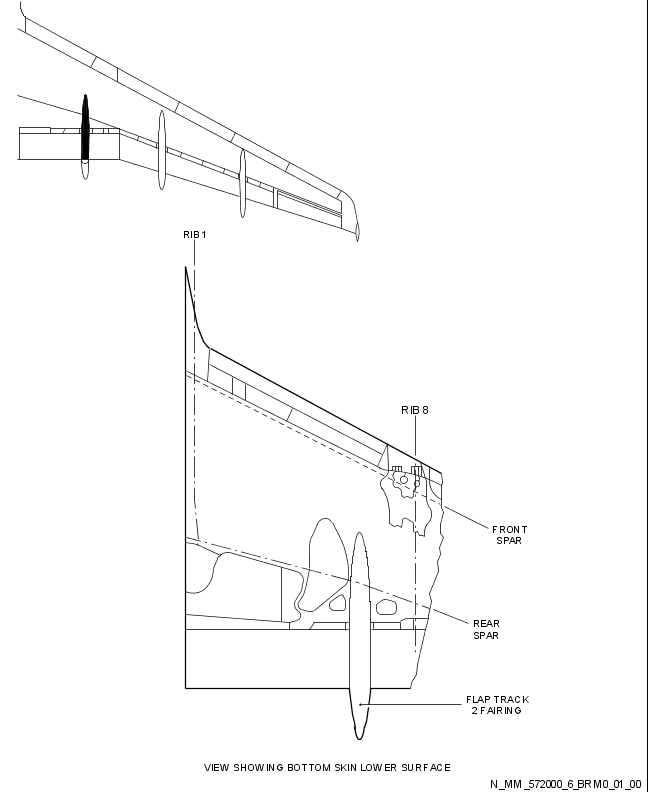 RIB 1
RIB 8
FRONT
SPAR
REAR
SPAR
FLAP TRACK
2 FAIRING
VIEW SHOWING BOTTOM SKIN LOWER SURFACE
N_MM_572000_6_BRM0_01_00